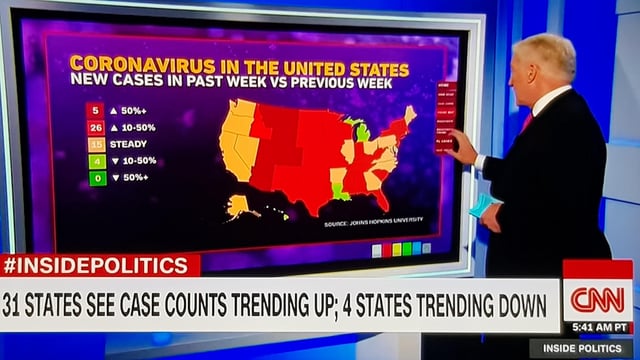 CORONAVIRUS IN THE UNITED STATES
NEW CASES IN PAST WEEK VS PREVIOUS WEEK
5 ▲ 50%+
26 ▲ 10-50%
15 STEADY
4 ▼ 10-50%
0 ▼ 50%+
SOURCE: JOHNS HOPKINS UNIVERSITY
#INSIDEPOLITICS
31 STATES SEE CASE COUNTS TRENDING UP; 4 STATES TRENDING DOWN
CNN
5:41 AM PT
INSIDE POLITICS